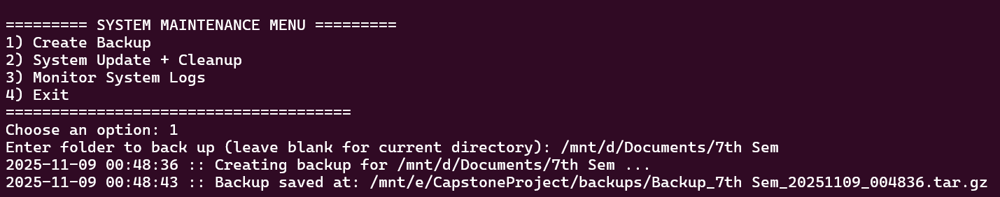 ========= SYSTEM MAINTENANCE MENU =========
1) Create Backup
2) System Update + Cleanup
3) Monitor System Logs
4) Exit
======================================
Choose an option: 1
Enter folder to back up (leave blank for current directory): /mnt/d/Documents/7th Sem
2025-11-09 00:48:36 :: Creating backup for /mnt/d/Documents/7th Sem ...
2025-11-09 00:48:43 :: Backup saved at: /mnt/e/CapstoneProject/backups/Backup_7th Sem_20251109_004836.tar.gz